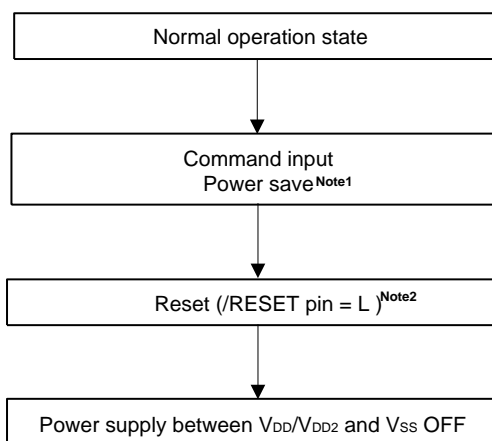 Normal operation state
Command input
Power save Note1
Reset (/RESET pin = L ) Note2
Power supply between VDD/VDD2 and VSS OFF